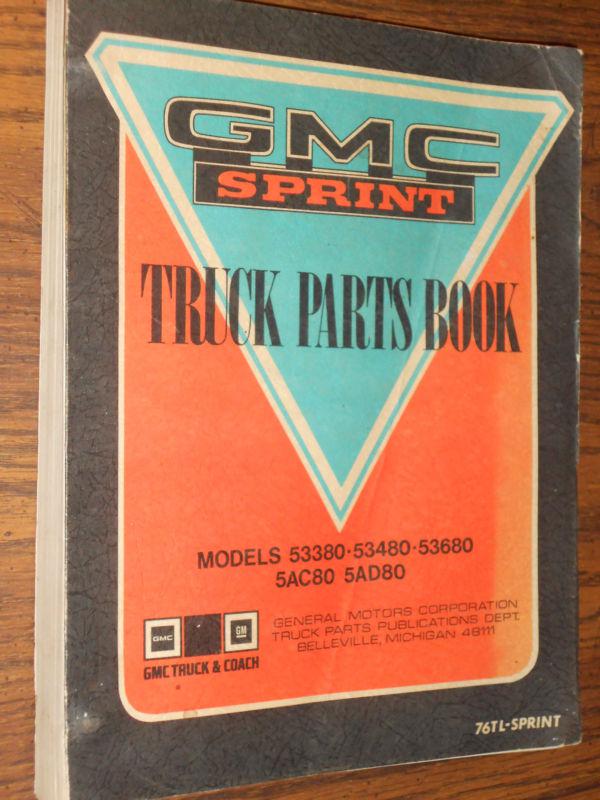 GMC
SPRINT
TRUCK PARTS BOOK
MODELS 53380·53480·53680
5AC80 5AD80
GMC
GM
GMC TRUCK & COACH
GENERAL MOTORS CORPORATION
TRUCK PARTS PUBLICATIONS DEPT.
BELLEVILLE, MICHIGAN 48111
76TL-SPRINT